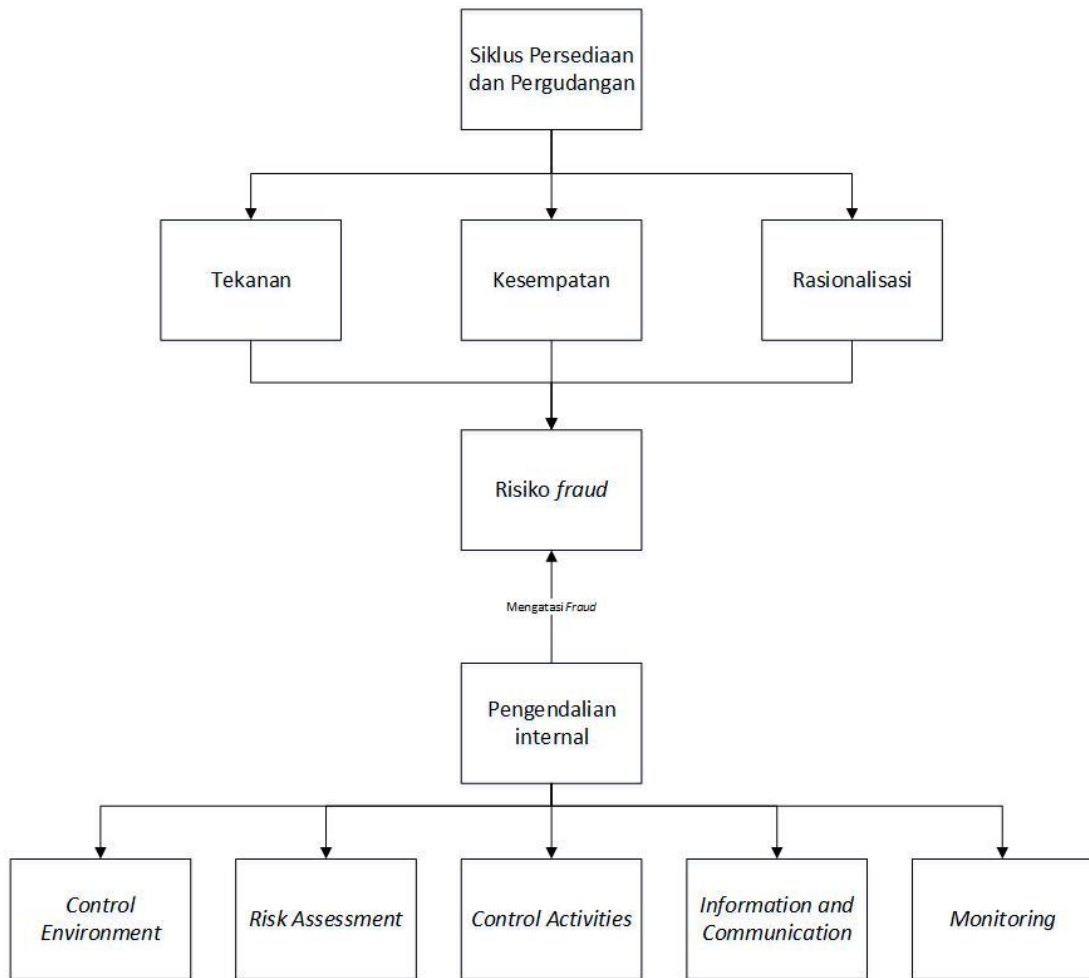 Siklus Persediaan
dan Pergudangan
Tekanan
Kesempatan
Rasionalisasi
Risiko fraud
Mengatasi Fraud
Pengendalian
internal
Control
Environment
Risk Assessment
Control Activities
Information and
Communication
Monitoring